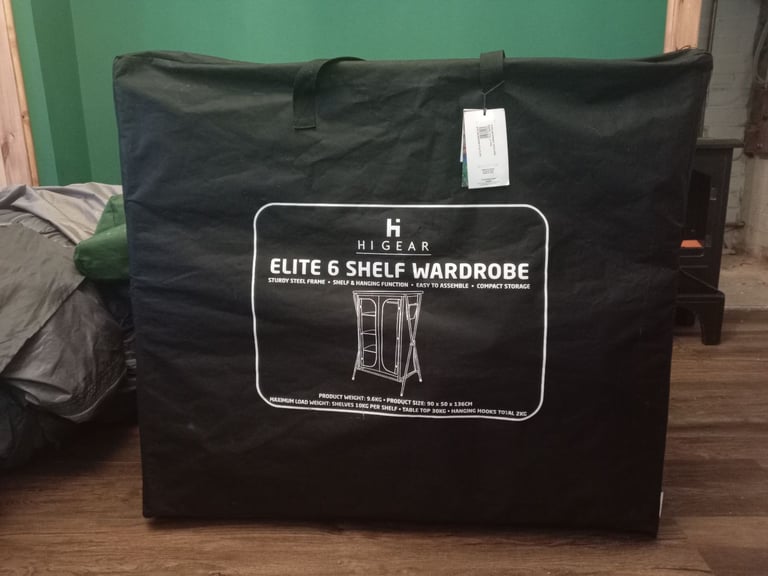 HI GEAR
ELITE 6 SHELF WARDROBE
STURDY STEEL FRAME • SHELF & HANGING FUNCTION • EASY TO ASSEMBLE • COMPACT STORAGE
PRODUCT WEIGHT: 9.6KG • PRODUCT SIZE: 90 x 50 x 136CM
MAXIMUM LOAD WEIGHT: SHELVES 10KG PER SHELF • TABLE TOP 30KG • HANGING HOOKS TOTAL 2KG